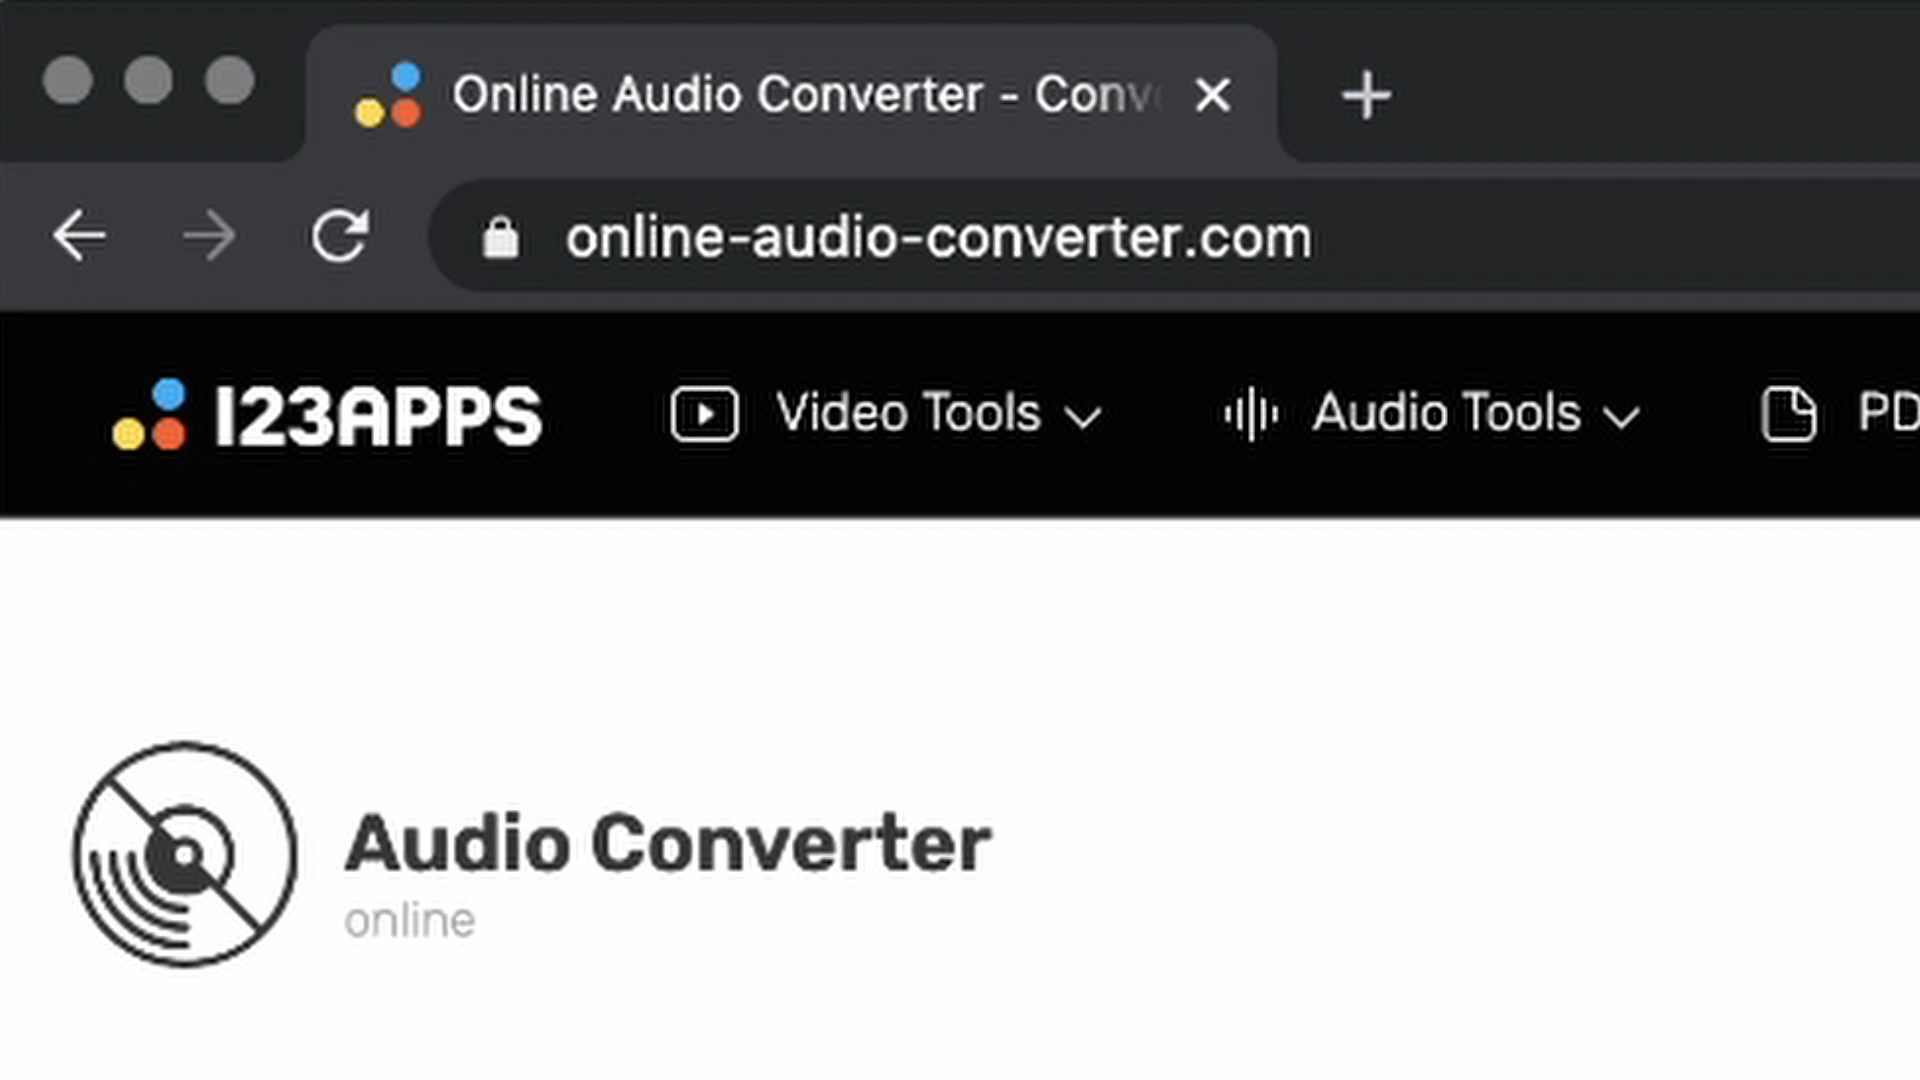 Online Audio Converter - Conv
online-audio-converter.com
123APPS Video Tools Audio Tools PD
Audio Converter
online